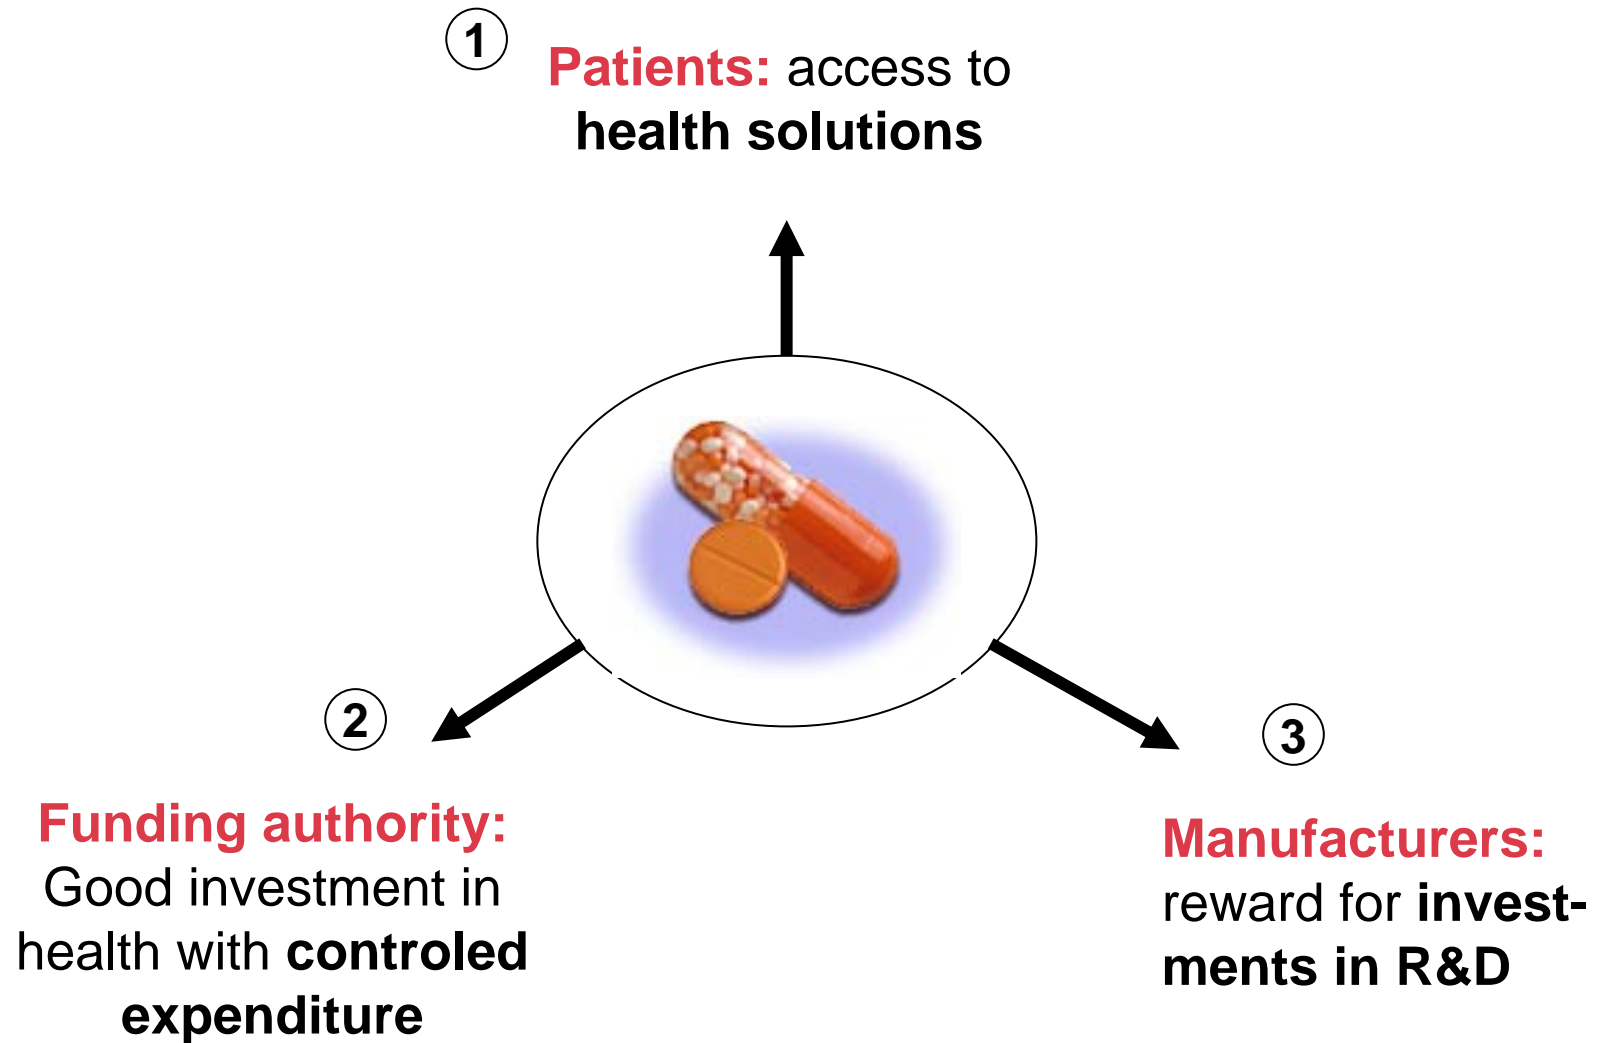 1
Patients: access to
health solutions
2
Funding authority:
Good investment in
health with controled
expenditure
3
Manufacturers:
reward for invest-
ments in R&D